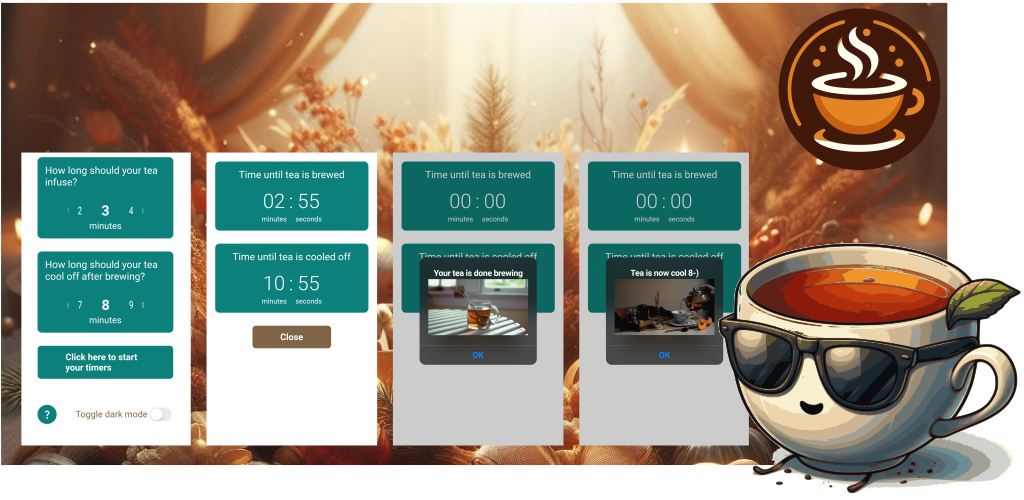 How long should your tea
infuse?
1 2 3 4
minutes
How long should your tea
cool off after brewing?
7 8 9
minutes
Click here to start
your timers
?
Toggle dark mode
Time until tea is brewed
02 : 55
minutes seconds
Time until tea is cooled off
10 : 55
minutes seconds
Close
Time until tea is brewed
00 : 00
minutes seconds
Time until tea is cooled off
Your tea is done brewing
OK
Time until tea is brewed
00 : 00
minutes seconds
Time until tea is cooled off
Tea is now cool 8-)
OK